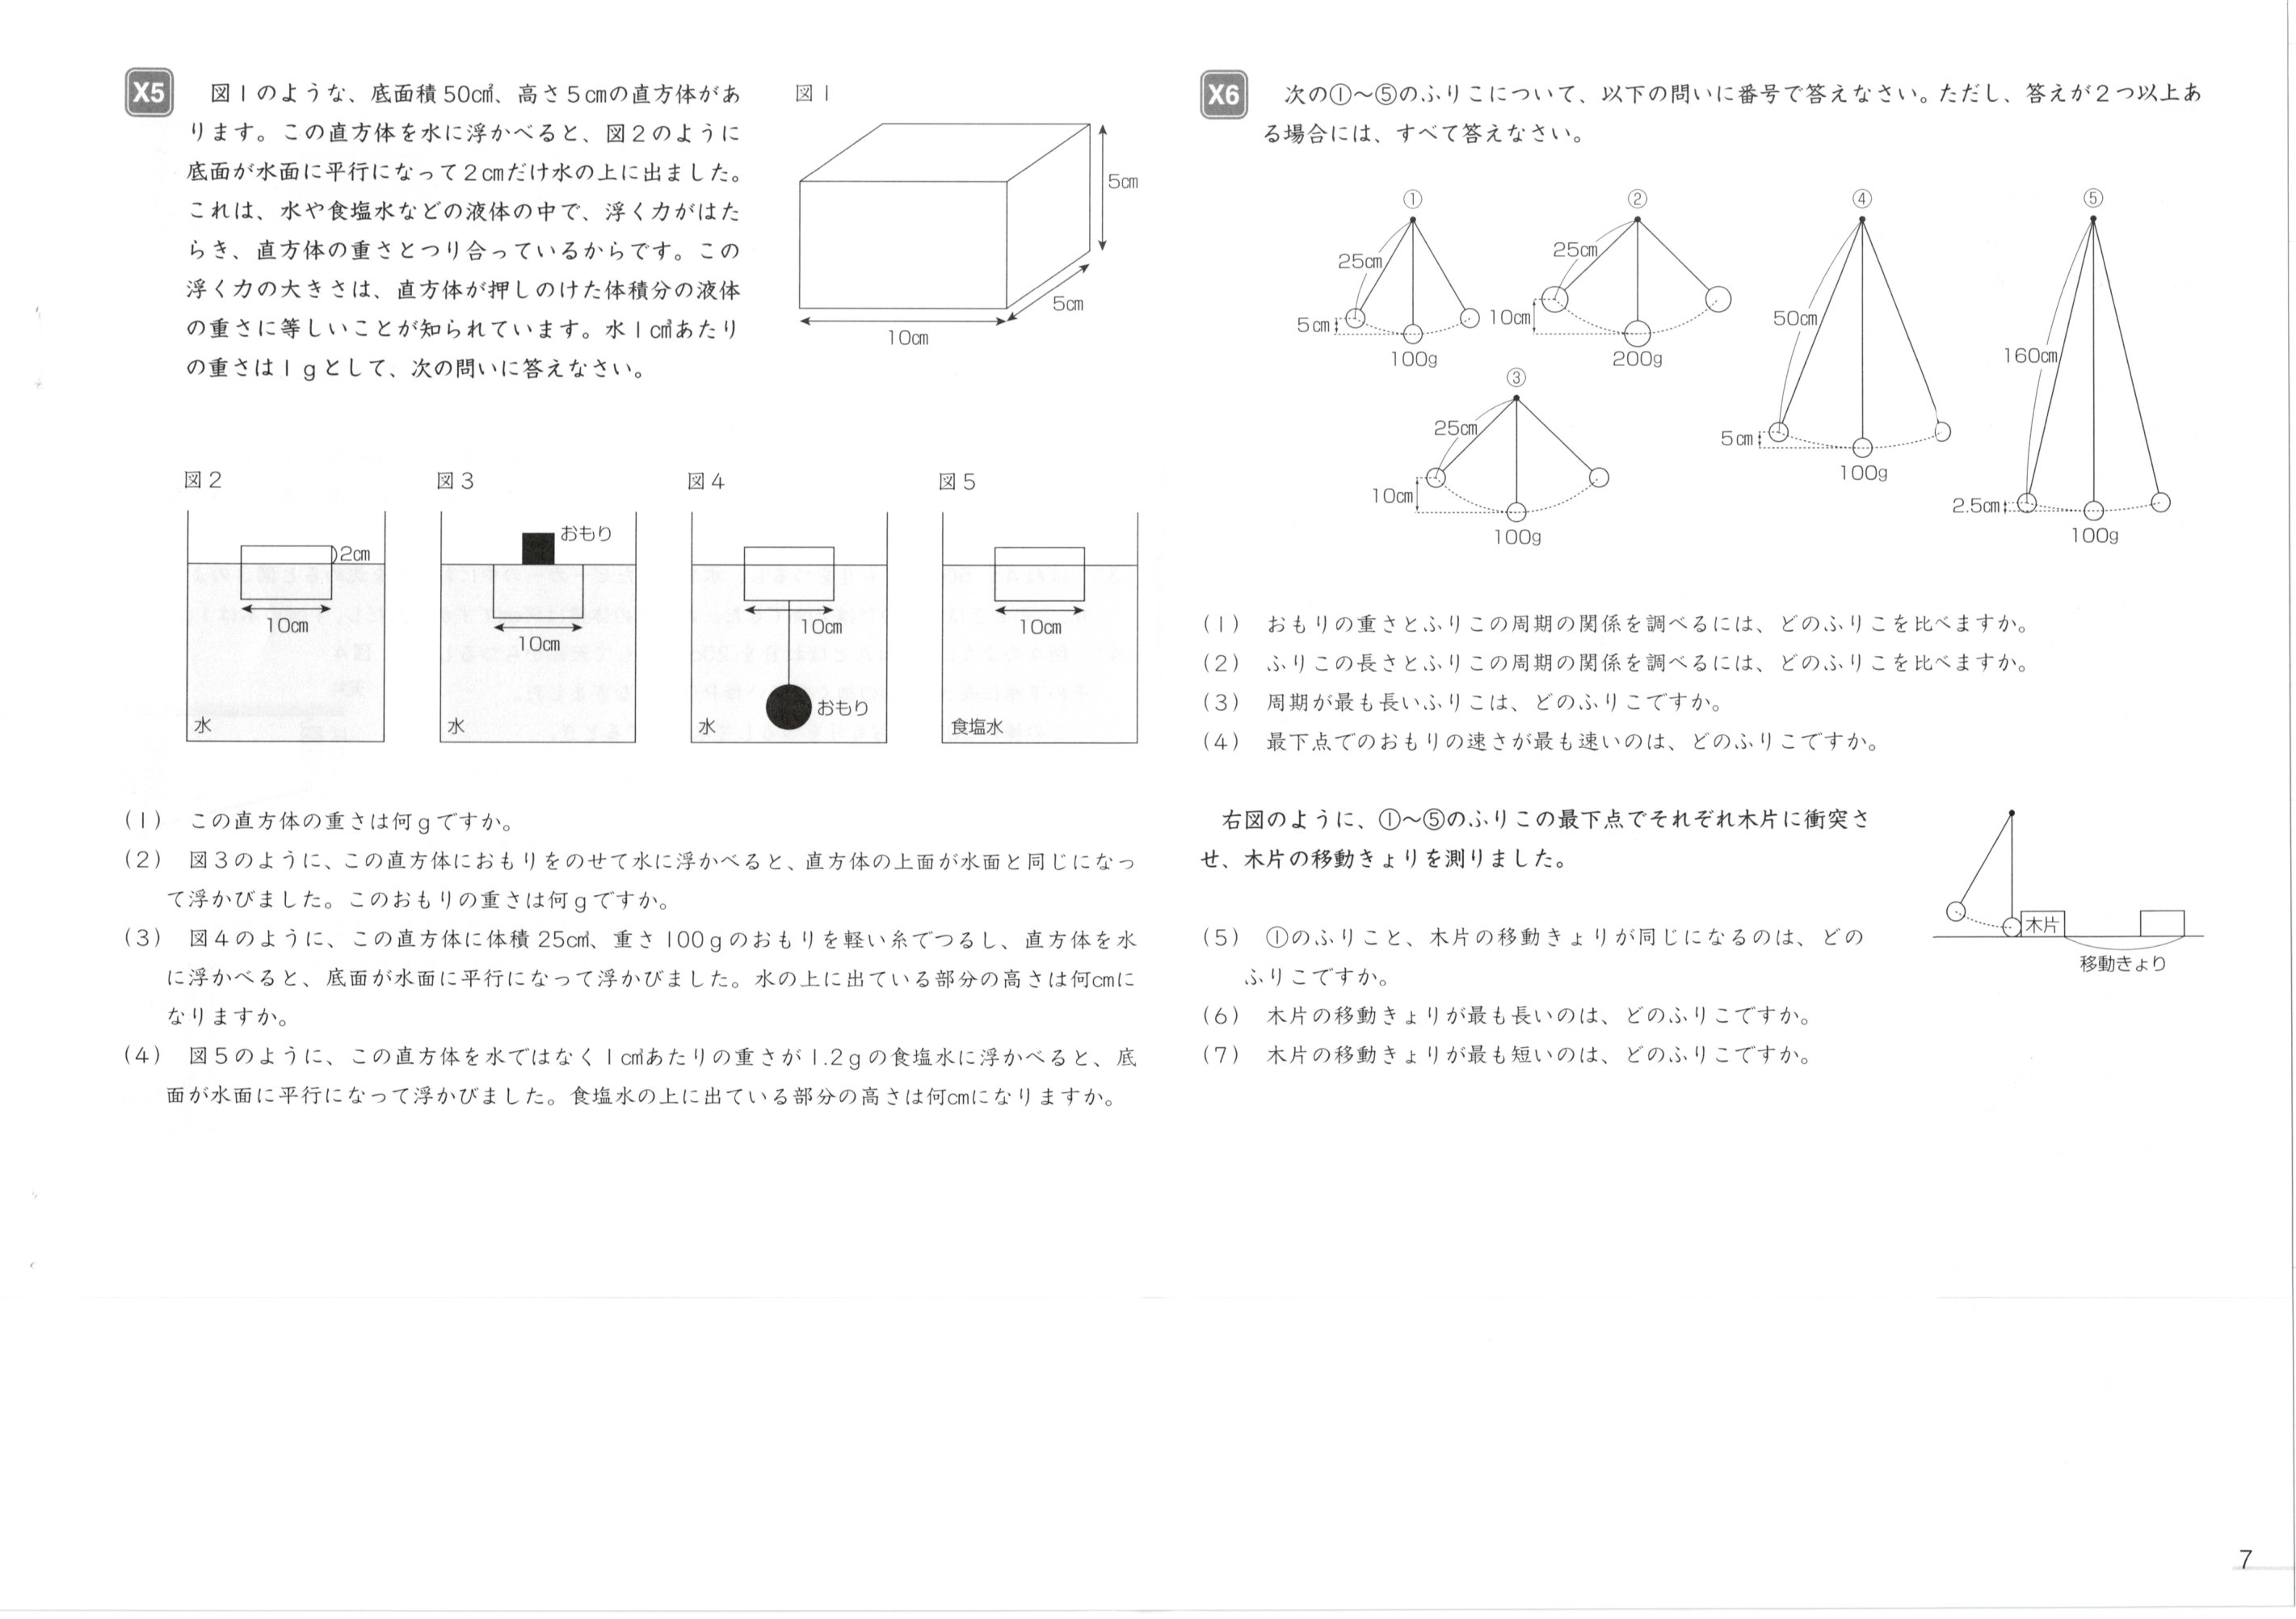 X5
図1のような、底面積50㎠、高さ5㎝の直方体があ
ります。この直方体を水に浮かべると、図2のように
底面が水面に平行になって2㎝だけ水の上に出ました。
これは、水や食塩水などの液体の中で、浮く力がはた
らき、直方体の重さとつり合っているからです。この
浮く力の大きさは、直方体が押しのけた体積分の液体
の重さに等しいことが知られています。水1㎤あたり
の重さは1gとして、次の問いに答えなさい。
図1
5㎝
5㎝
10㎝
図2
2㎝
10㎝
水
図3
おもり
10㎝
水
図4
10㎝
おもり
水
図5
10㎝
食塩水
(1) この直方体の重さは何gですか。
(2) 図3のように、この直方体におもりをのせて水に浮かべると、直方体の上面が水面と同じになっ
て浮かびました。このおもりの重さは何gですか。
(3) 図4のように、この直方体に体積25㎤、重さ100gのおもりを軽い糸でつるし、直方体を水
に浮かべると、底面が水面に平行になって浮かびました。水の上に出ている部分の高さは何㎝に
なりますか。
(4) 図5のように、この直方体を水ではなく1㎤あたりの重さが1.2gの食塩水に浮かべると、底
面が水面に平行になって浮かびました。食塩水の上に出ている部分の高さは何㎝になりますか。
X6
次の①～⑤のふりこについて、以下の問いに番号で答えなさい。ただし、答えが2つ以上あ
る場合には、すべて答えなさい。
①
25㎝
5㎝
100g
②
25㎝
10㎝
200g
③
25㎝
10㎝
100g
④
50㎝
5㎝
100g
⑤
160㎝
2.5㎝
100g
(1) おもりの重さとふりこの周期の関係を調べるには、どのふりこを比べますか。
(2) ふりこの長さとふりこの周期の関係を調べるには、どのふりこを比べますか。
(3) 周期が最も長いふりこは、どのふりこですか。
(4) 最下点でのおもりの速さが最も速いのは、どのふりこですか。
右図のように、①～⑤のふりこの最下点でそれぞれ木片に衝突さ
せ、木片の移動きょりを測りました。
木片
移動きょり
(5) ①のふりこと、木片の移動きょりが同じになるのは、どの
ふりこですか。
(6) 木片の移動きょりが最も長いのは、どのふりこですか。
(7) 木片の移動きょりが最も短いのは、どのふりこですか。
7